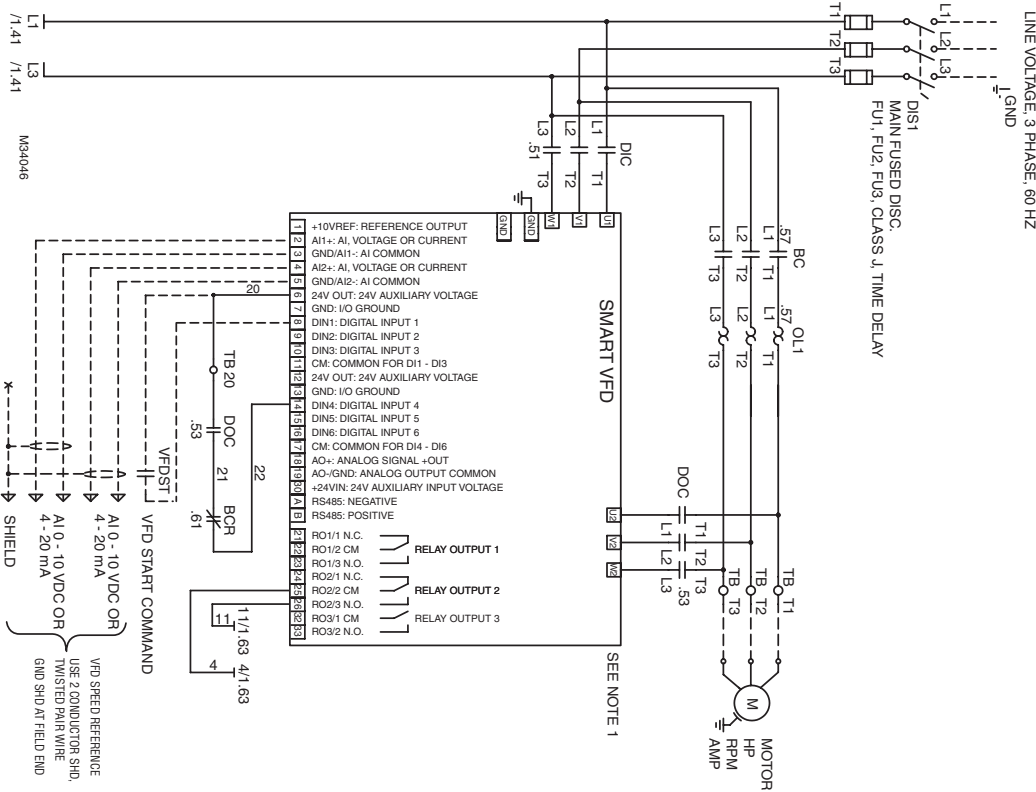 LINE VOLTAGE, 3 PHASE, 60 HZ
GND
L1
L2
L3
DIS1
MAIN FUSED DISC.
FU1, FU2, FU3, CLASS J, TIME DELAY
T1
T2
T3
L1
/1.41
L3
/1.41
M34046
DIC
L1 T1
L2 T2
L3 T3
.51
BC
.57
L1 T1
L2 T2
L3 T3
OL1
.57
L1 T1
L2 T2
L3 T3
U1
V1
W1
GND
GND
SMART VFD
SEE NOTE 1
1 +10VREF: REFERENCE OUTPUT
2 AI1+: AI, VOLTAGE OR CURRENT
3 GND/AI1-: AI COMMON
4 AI2+: AI, VOLTAGE OR CURRENT
5 GND/AI2-: AI COMMON
6 24V OUT: 24V AUXILIARY VOLTAGE
7 GND: I/O GROUND
8 DIN1: DIGITAL INPUT 1
9 DIN2: DIGITAL INPUT 2
10 DIN3: DIGITAL INPUT 3
11 CM: COMMON FOR DI1 - DI3
12 24V OUT: 24V AUXILIARY VOLTAGE
13 GND: I/O GROUND
14 DIN4: DIGITAL INPUT 4
15 DIN5: DIGITAL INPUT 5
16 DIN6: DIGITAL INPUT 6
17 CM: COMMON FOR DI4 - DI6
18 AO+: ANALOG SIGNAL +OUT
19 AO-/GND: ANALOG OUTPUT COMMON
30 +24VIN: 24V AUXILIARY INPUT VOLTAGE
A RS485: NEGATIVE
B RS485: POSITIVE
21 RO1/1 N.C.
22 RO1/2 CM
23 RO1/3 N.O.
RELAY OUTPUT 1
24 RO2/1 N.C.
25 RO2/2 CM
26 RO2/3 N.O.
RELAY OUTPUT 2
32 RO3/1 CM
33 RO3/2 N.O.
RELAY OUTPUT 3
U2
V2
W2
DOC
L1 T1
L2 T2
L3 T3
.53
TB T1
TB T2
TB T3
M
MOTOR
HP
RPM
AMP
20
TB 20
DOC
.53
21
BCR
.61
22
VFDST
VFD START COMMAND
AI 0 - 10 VDC OR
4 - 20 mA
AI 0 - 10 VDC OR
4 - 20 mA
SHIELD
VFD SPEED REFERENCE
USE 2 CONDUCTOR SHD,
TWISTED PAIR WIRE
GND SHD AT FIELD END
11
11/1.63
4
4/1.63